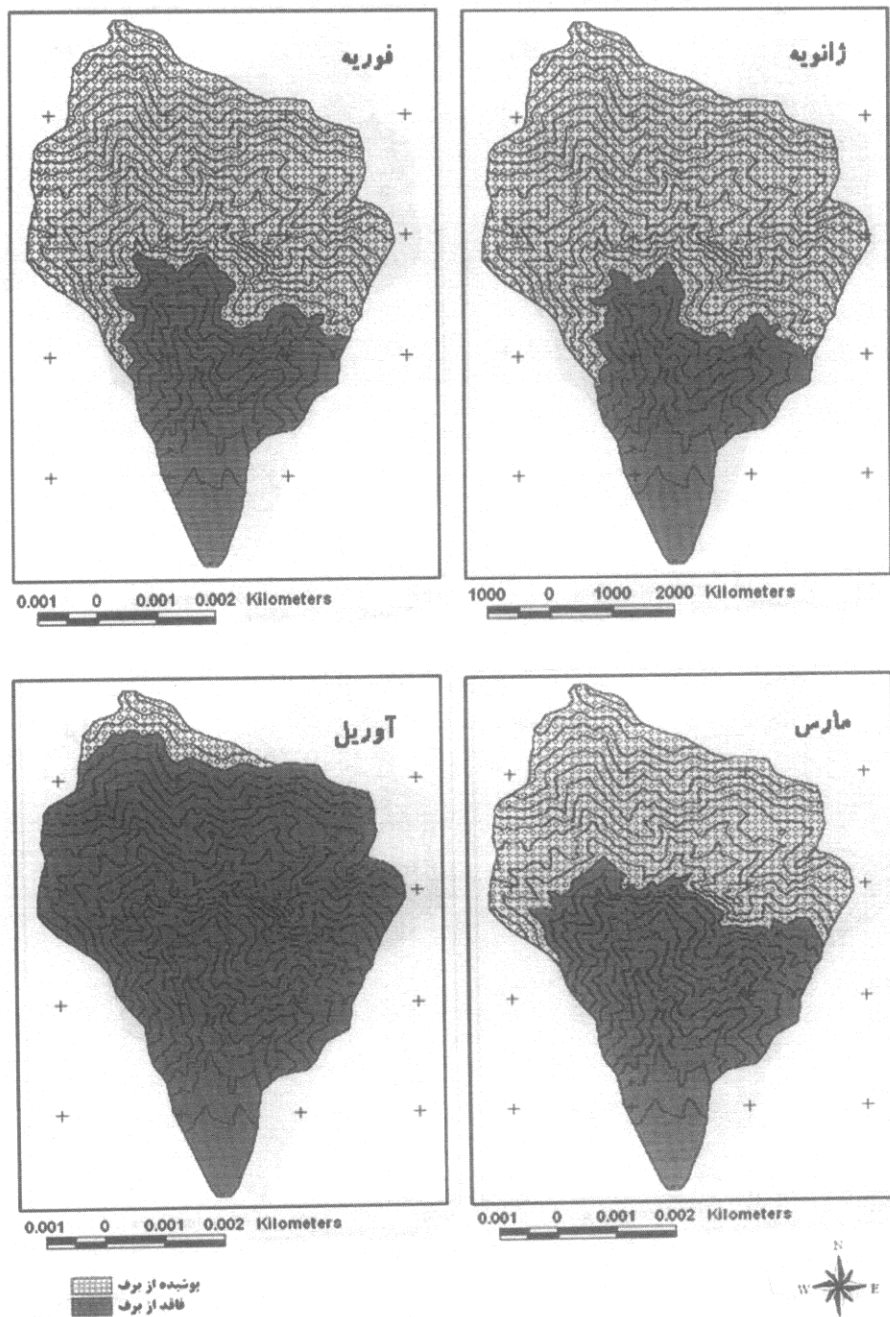 ژانویه
فوریه
1000 0 1000 2000 Kilometers
0.001 0 0.001 0.002 Kilometers
مارس
آوریل
0.001 0 0.001 0.002 Kilometers
0.001 0 0.001 0.002 Kilometers
پوشیده از برف
فاقد از برف
N
W E